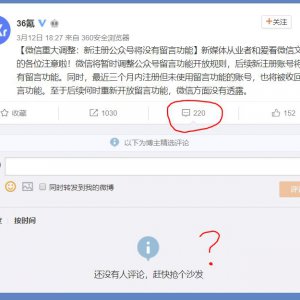 36氪
3月12日 18:27 来自 360安全浏览器
+关注
【微信重大调整：新注册公众号将没有留言功能】新媒体从业者和爱看微信文
的各位注意啦！微信将暂时调整公众号留言功能开放规则，后续新注册账号将
有留言功能。同时，最近三个月内注册但未使用留言功能的账号，也将被收回
言功能。至于后续何时重新开放留言功能，微信方面没有透露。
收藏
1030
220
152
以下为博主精选评论
同时转发到我的微博
评
按时间
?
还没有人评论，赶快抢个沙发